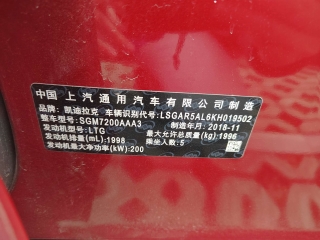 中国 上汽通用汽车有限公司制造
品牌:凯迪拉克 车辆识别代号:LSGAR5AL6KH019502
整车型号:SGM7200AAA3 制造年月:2018-11
发动机型号:LTG 最大允许总质量(kg):1996
发动机排量(mL):1998 乘坐人数:5
发动机最大净功率(kW):200